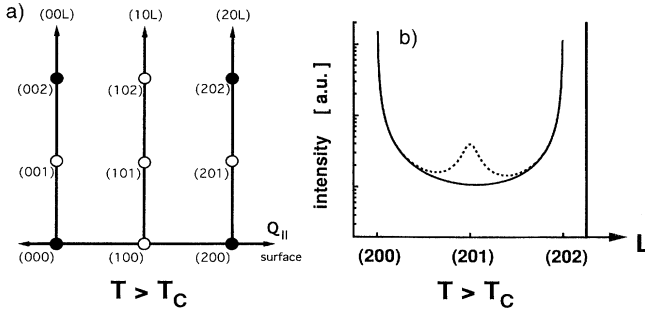 a)
(00L) (10L) (20L)
(002) (102) (202)
(001) (101) (201)
Q||
(000) (100) (200) surface
T > TC
b)
intensity [ a.u. ]
(200) (201) (202) L
T > TC